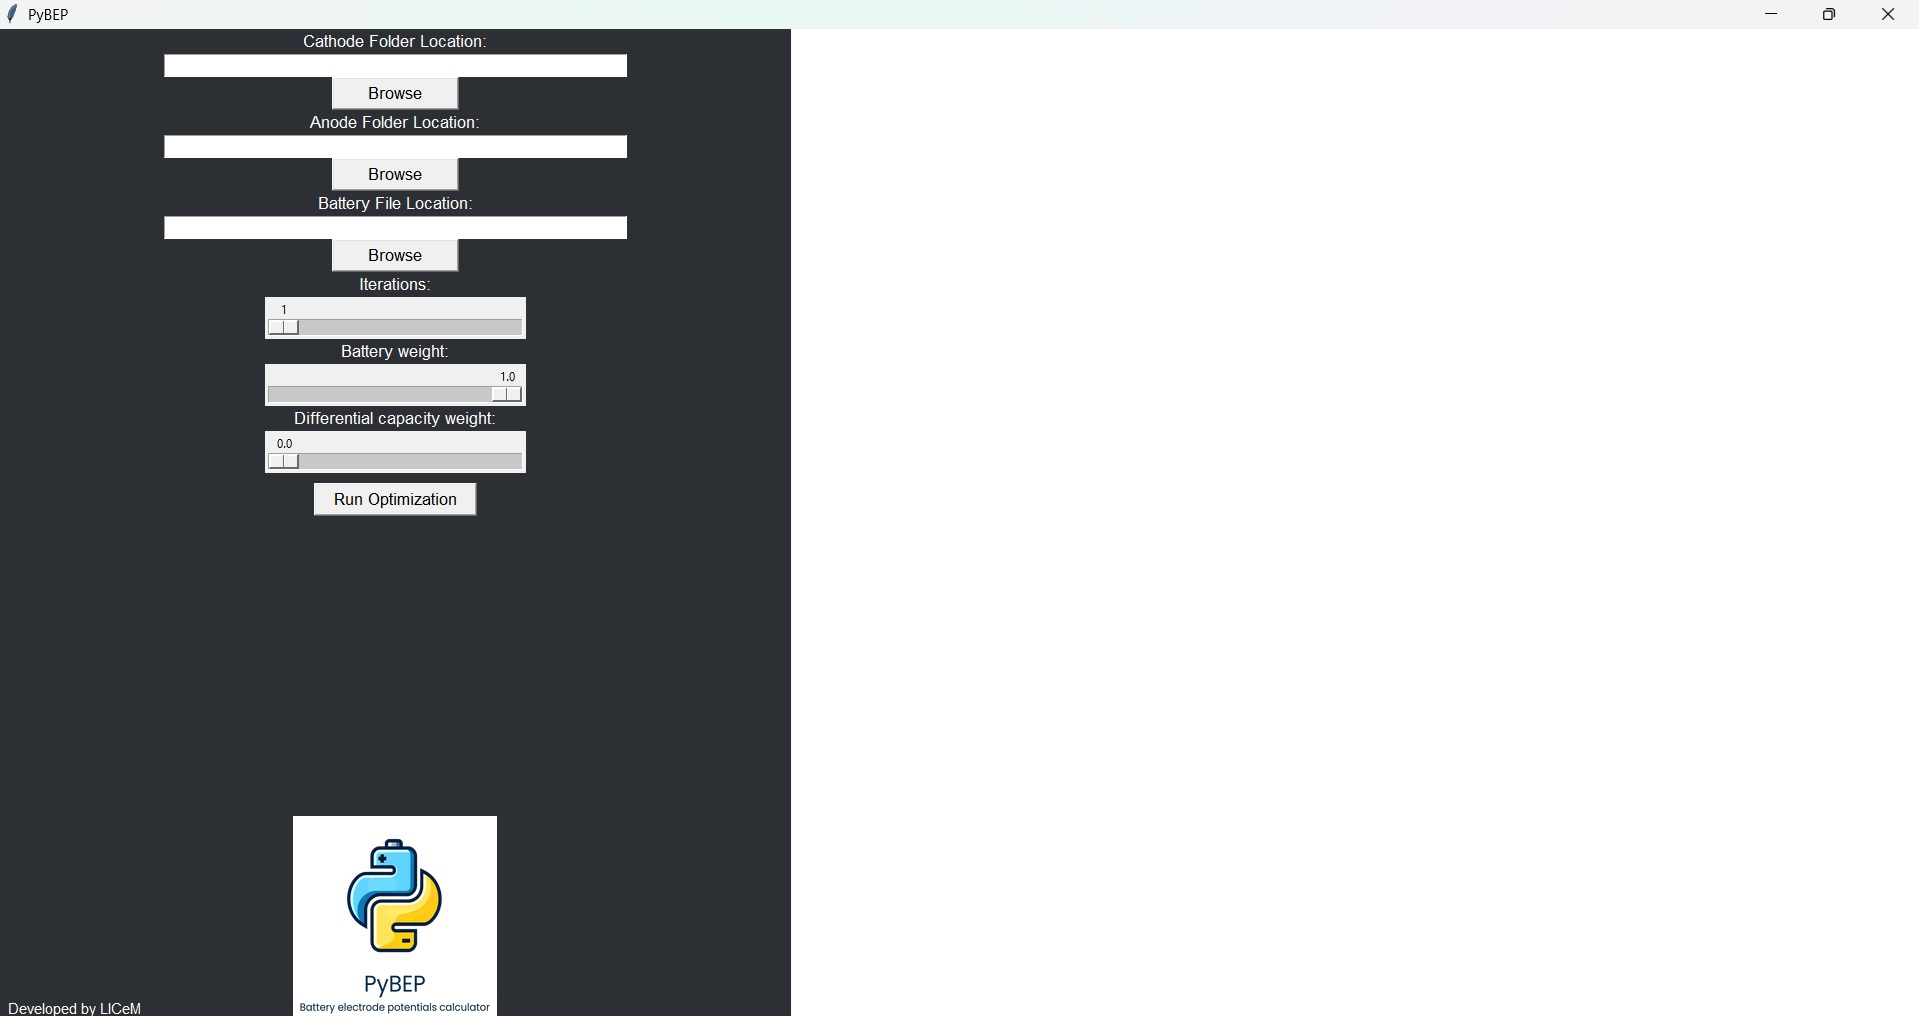 PyBEP
Cathode Folder Location:
Browse
Anode Folder Location:
Browse
Battery File Location:
Browse
Iterations:
1
Battery weight:
1.0
Differential capacity weight:
0.0
Run Optimization
PyBEP
Battery electrode potentials calculator
Developed by LICeM